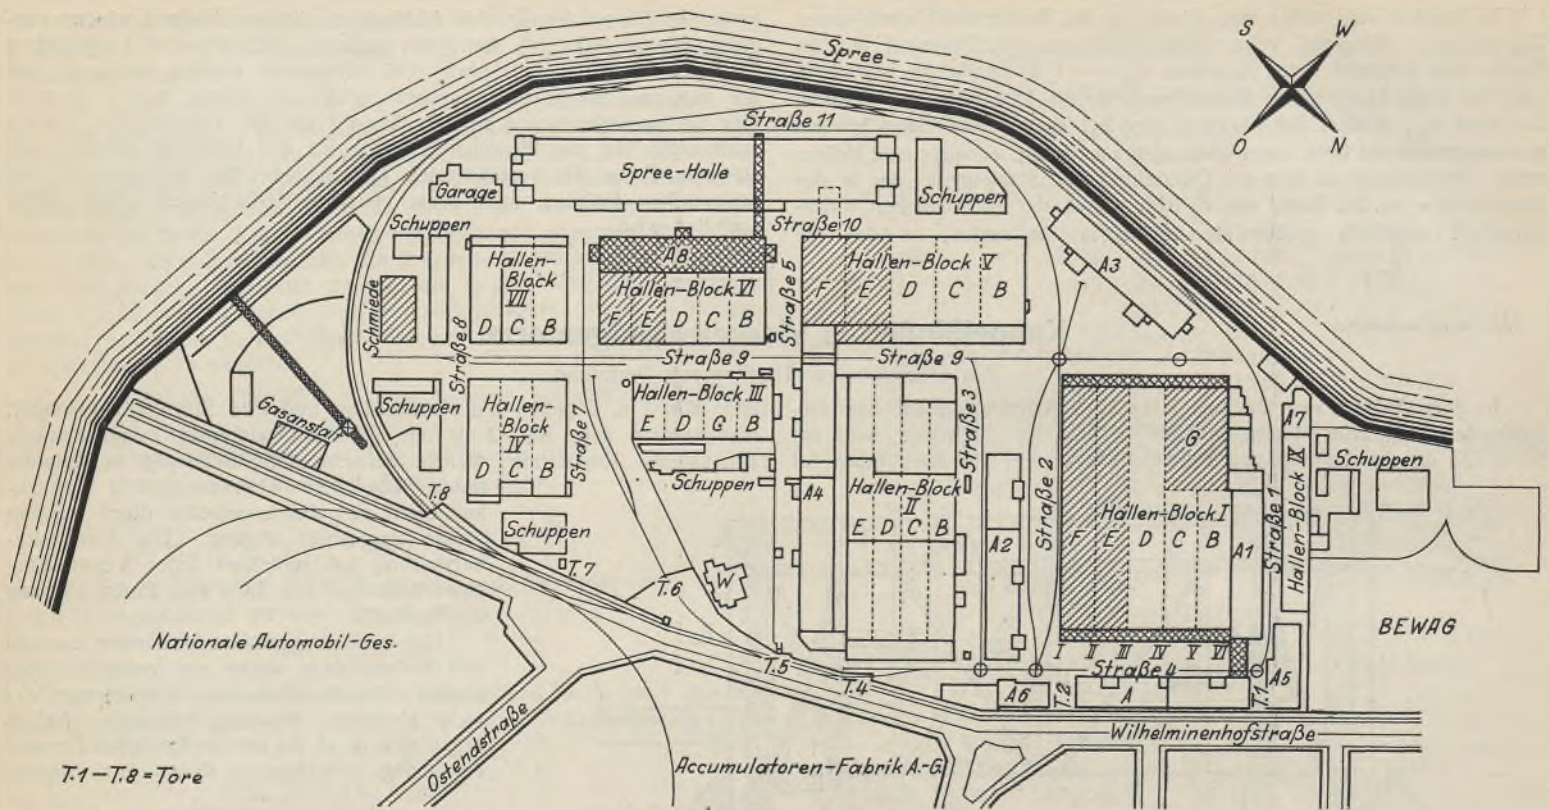 S
W
O
N
Spree
Straße 11
Spree-Halle
Garage
Schuppen
Schuppen
Straße 10
A8
Hallen-
Block
VII
D
C
B
Hallen-Block VI
F
E
D
C
B
Hallen-Block V
F
E
D
C
B
A3
Schmiede
Straße 8
Straße 5
Straße 9
Straße 9
Gasanstalt
Schuppen
Hallen-
Block
IV
D
C
B
Straße 7
Hallen-Block III
E
D
G
B
Schuppen
A4
Hallen-Block
II
E
D
C
B
Straße 3
A2
Straße 2
G
Hallen-Block I
F
E
D
C
B
A1
Straße 1
A7
Hallen-Block IX
Schuppen
T.8
Schuppen
T.7
T.6
W
T.5
T.4
I
II
III
IV
V
VI
Straße 4
A6
T.2
A
T.1
A5
BEWAG
Wilhelminenhofstraße
Nationale Automobil-Ges.
Ostendstraße
Accumulatoren-Fabrik A.-G.
T.1-T.8 = Tore